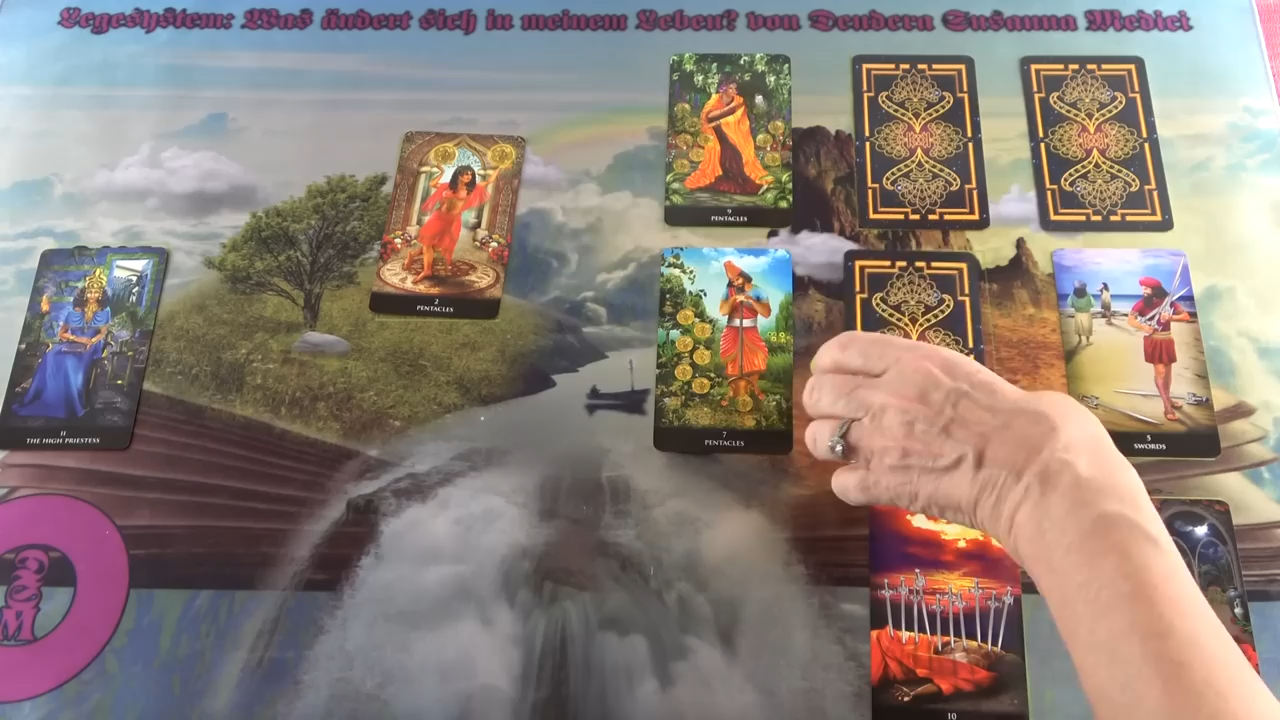 Legesystem: Was ändert sich in meinem Leben? von Dendera Susanna Medici
9
PENTACLES
2
PENTACLES
II
THE HIGH PRIESTESS
7
PENTACLES
5
SWORDS
10